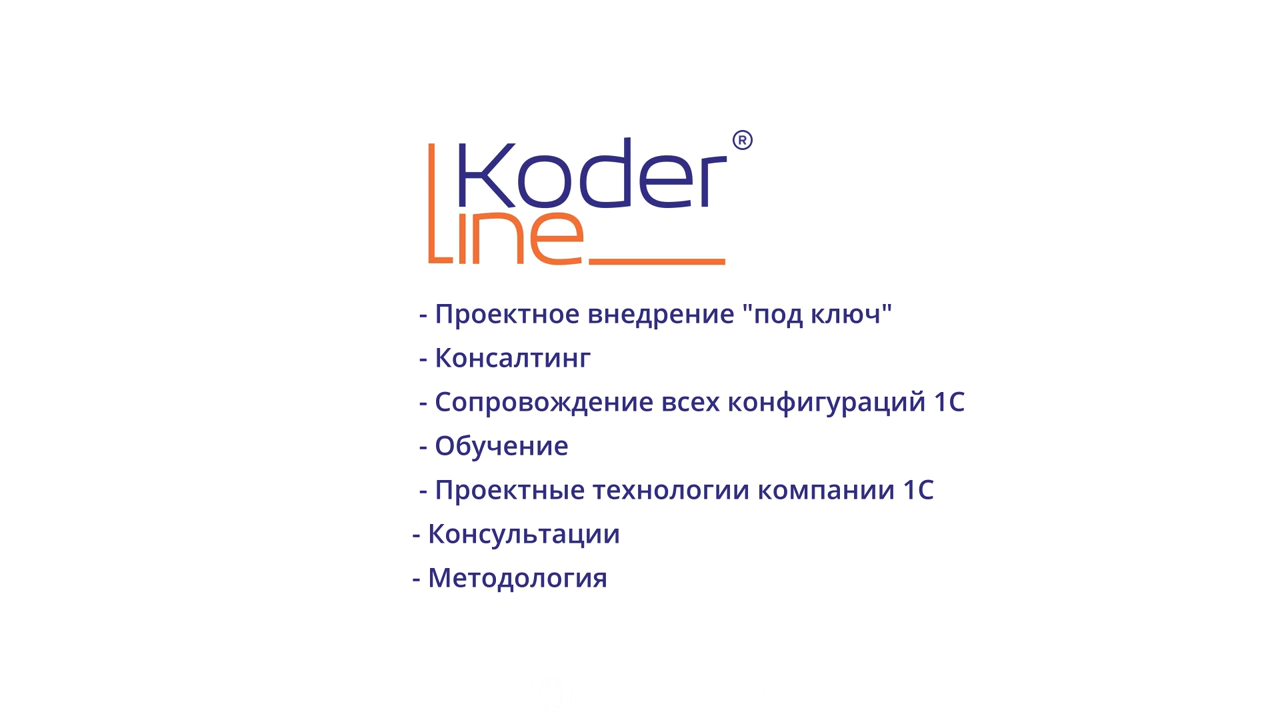 Koder®
Line
- Проектное внедрение "под ключ"
- Консалтинг
- Сопровождение всех конфигураций 1С
- Обучение
- Проектные технологии компании 1С
- Консультации
- Методология